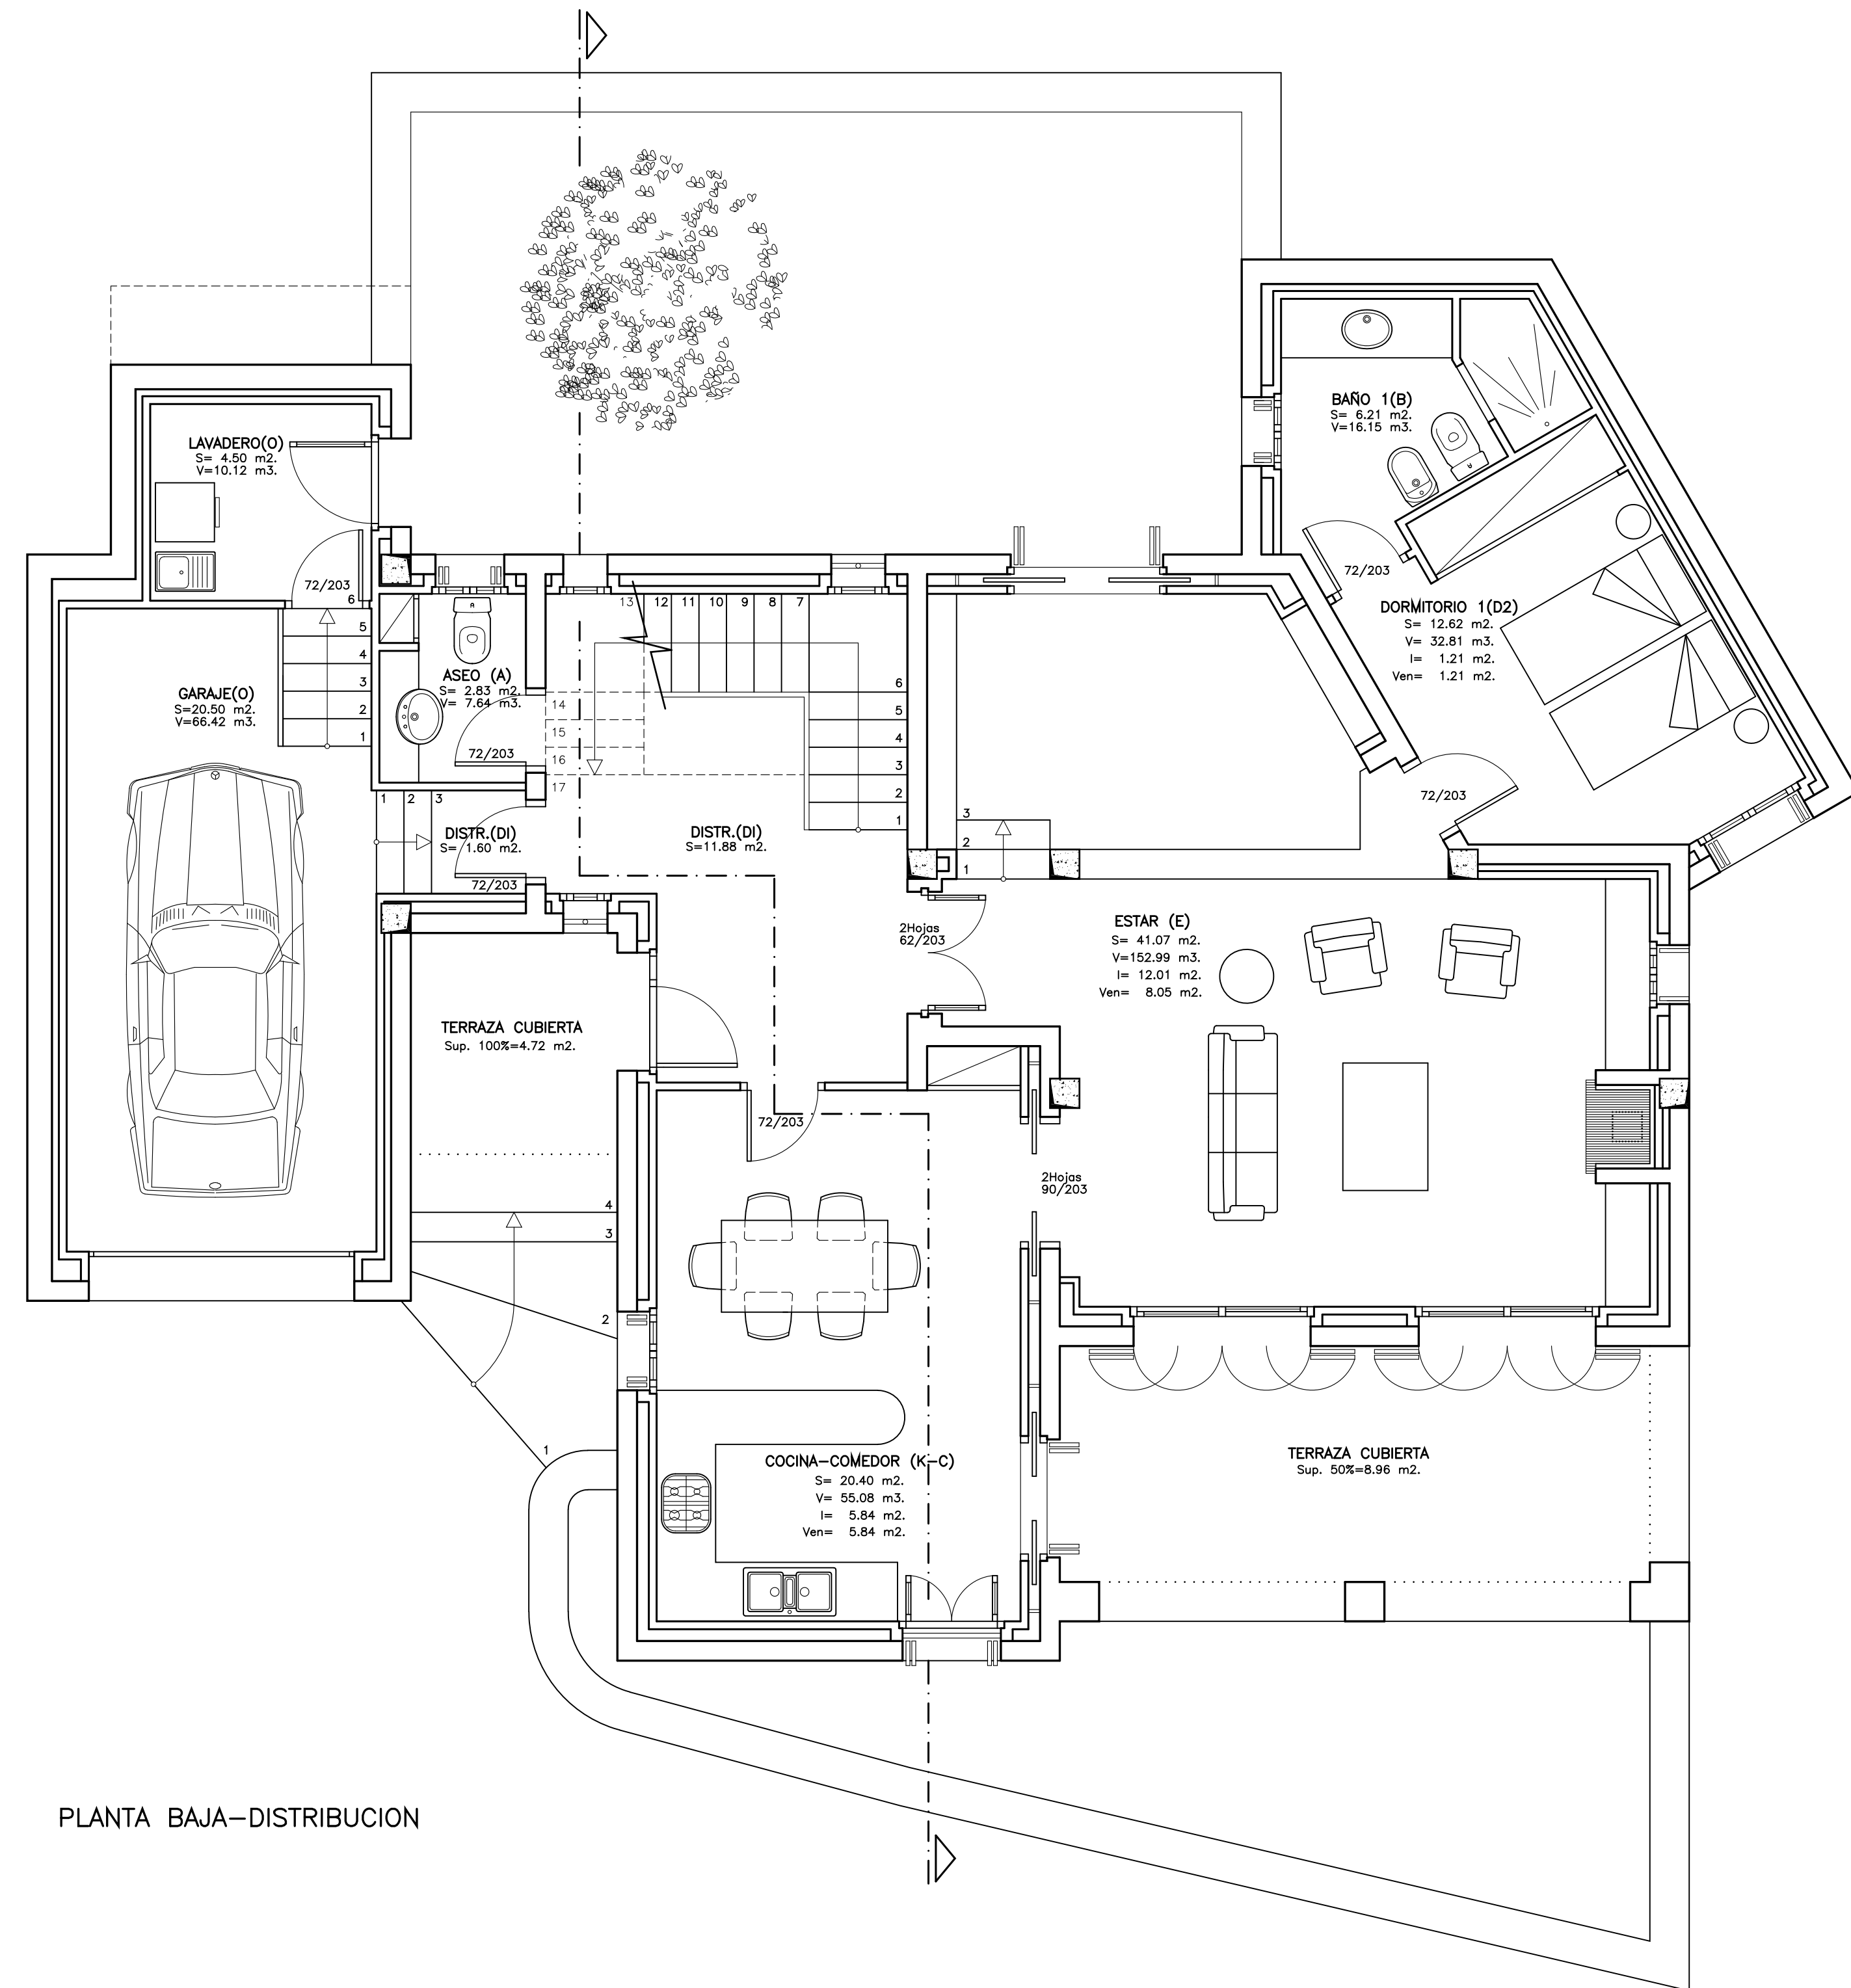 LAVADERO(O)
S= 4.50 m2.
V=10.12 m3.
72/203
6
5
4
3
2
1
GARAJE(O)
S=20.50 m2.
V=66.42 m3.
ASEO (A)
S= 2.83 m2.
V= 7.64 m3.
72/203
13 12 11 10 9 8 7
14
15
16
17
6
5
4
3
2
1
1 2 3
DISTR.(DI)
S= 1.60 m2.
72/203
DISTR.(DI)
S=11.88 m2.
BAÑO 1(B)
S= 6.21 m2.
V=16.15 m3.
72/203
DORMITORIO 1(D2)
S= 12.62 m2.
V= 32.81 m3.
I= 1.21 m2.
Ven= 1.21 m2.
72/203
3
2
1
2Hojas
62/203
ESTAR (E)
S= 41.07 m2.
V=152.99 m3.
I= 12.01 m2.
Ven= 8.05 m2.
TERRAZA CUBIERTA
Sup. 100%=4.72 m2.
72/203
2Hojas
90/203
4
3
2
1
COCINA-COMEDOR (K-C)
S= 20.40 m2.
V= 55.08 m3.
I= 5.84 m2.
Ven= 5.84 m2.
TERRAZA CUBIERTA
Sup. 50%=8.96 m2.
PLANTA BAJA-DISTRIBUCION